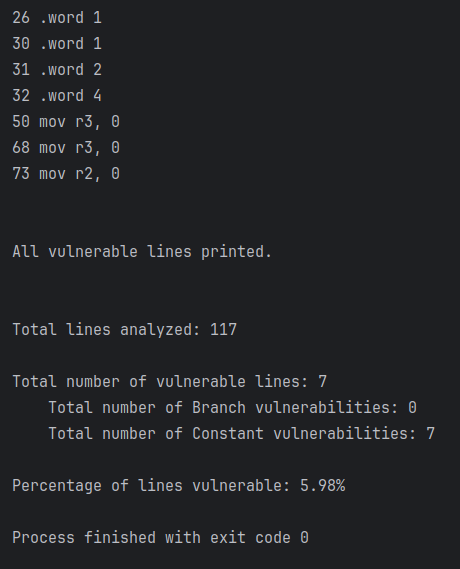 26 .word 1
30 .word 1
31 .word 2
32 .word 4
50 mov r3, 0
68 mov r3, 0
73 mov r2, 0
All vulnerable lines printed.
Total lines analyzed: 117
Total number of vulnerable lines: 7
Total number of Branch vulnerabilities: 0
Total number of Constant vulnerabilities: 7
Percentage of lines vulnerable: 5.98%
Process finished with exit code 0